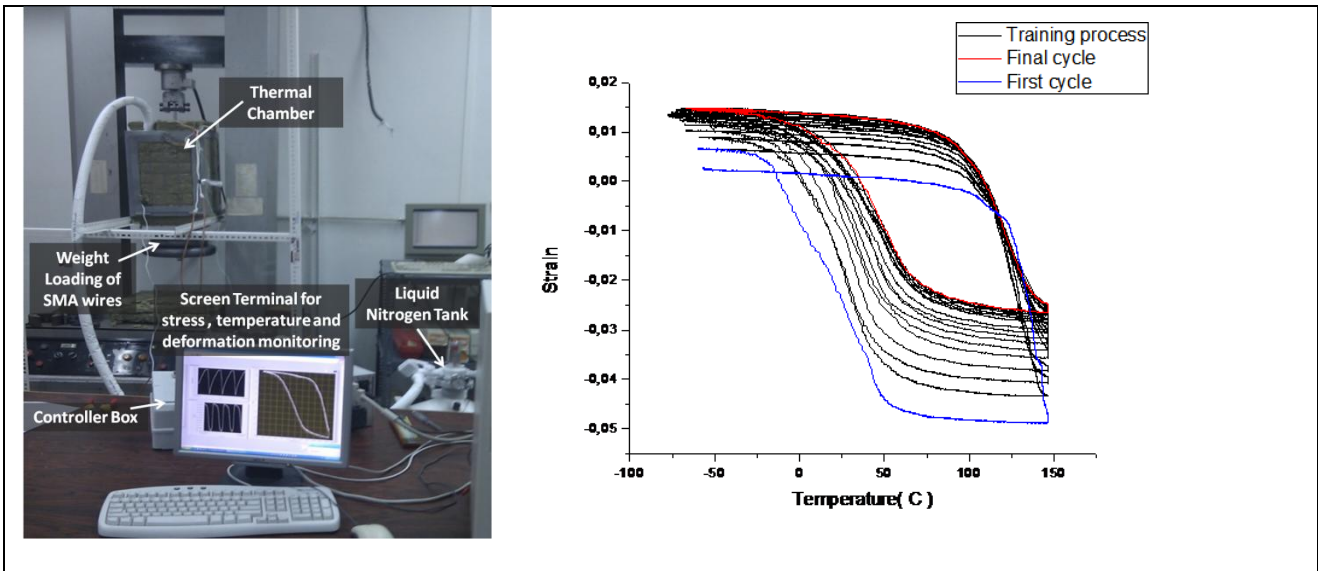 Thermal
Chamber
Weight
Loading of
SMA wires
Screen Terminal for
stress , temperature and
deformation monitoring
Liquid
Nitrogen Tank
Controller Box
Training process
Final cycle
First cycle
0,02
0,01
0,00
-0,01
-0,02
-0,03
-0,04
-0,05
Strain
-100
-50
0
50
100
150
Temperature( C )